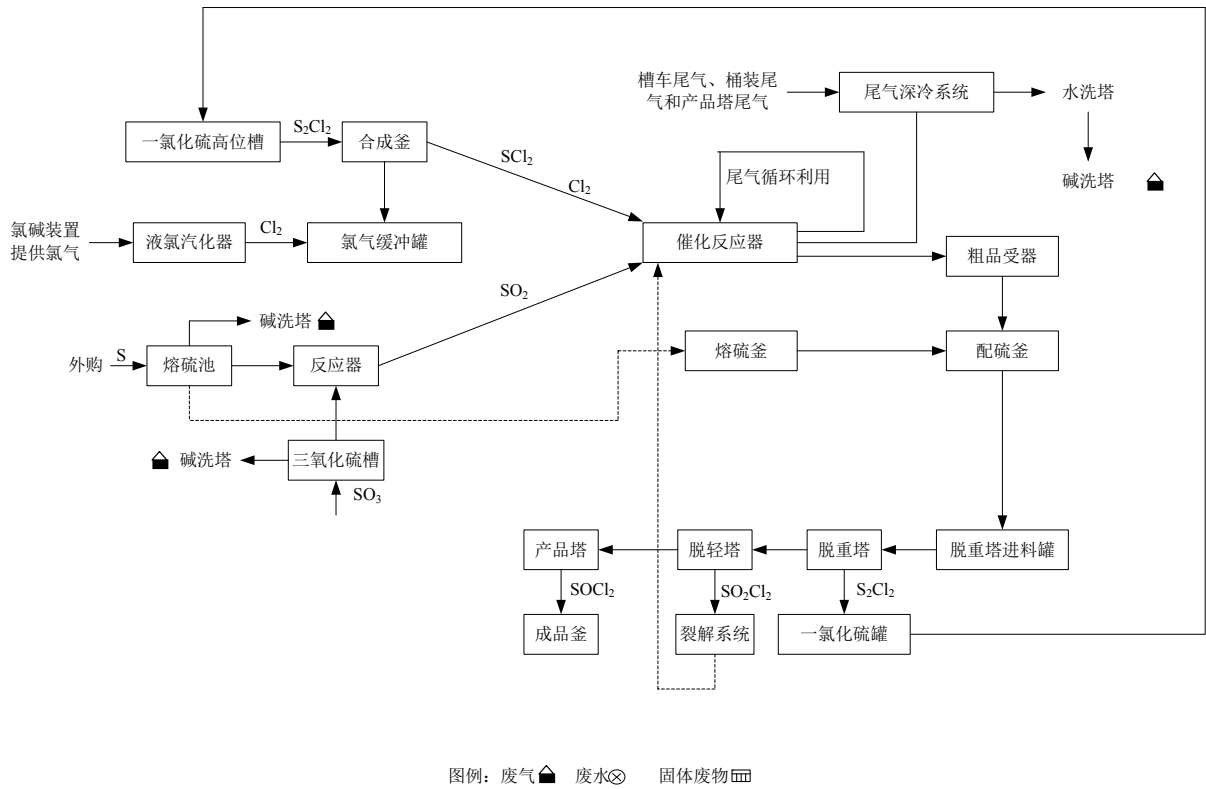 槽车尾气、桶装尾
气和产品塔尾气
尾气深冷系统
水洗塔
一氯化硫高位槽
S₂Cl₂
合成釜
SCl₂
Cl₂
尾气循环利用
碱洗塔
氯碱装置
提供氯气
液氯汽化器
Cl₂
氯气缓冲罐
催化反应器
粗品受器
SO₂
碱洗塔
外购
S
熔硫池
反应器
熔硫釜
配硫釜
碱洗塔
三氧化硫槽
SO₃
产品塔
脱轻塔
脱重塔
脱重塔进料罐
SOCl₂
SO₂Cl₂
S₂Cl₂
成品釜
裂解系统
一氯化硫罐
图例：废气 废水 固体废物